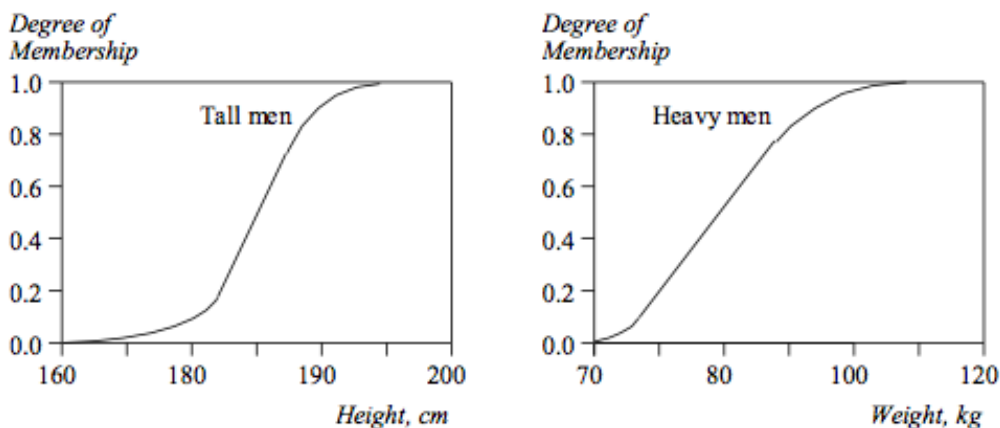 Degree of
Membership
1.0
0.8
0.6
0.4
0.2
0.0
Tall men
160 180 190 200
Height, cm
Degree of
Membership
1.0
0.8
0.6
0.4
0.2
0.0
Heavy men
70 80 100 120
Weight, kg